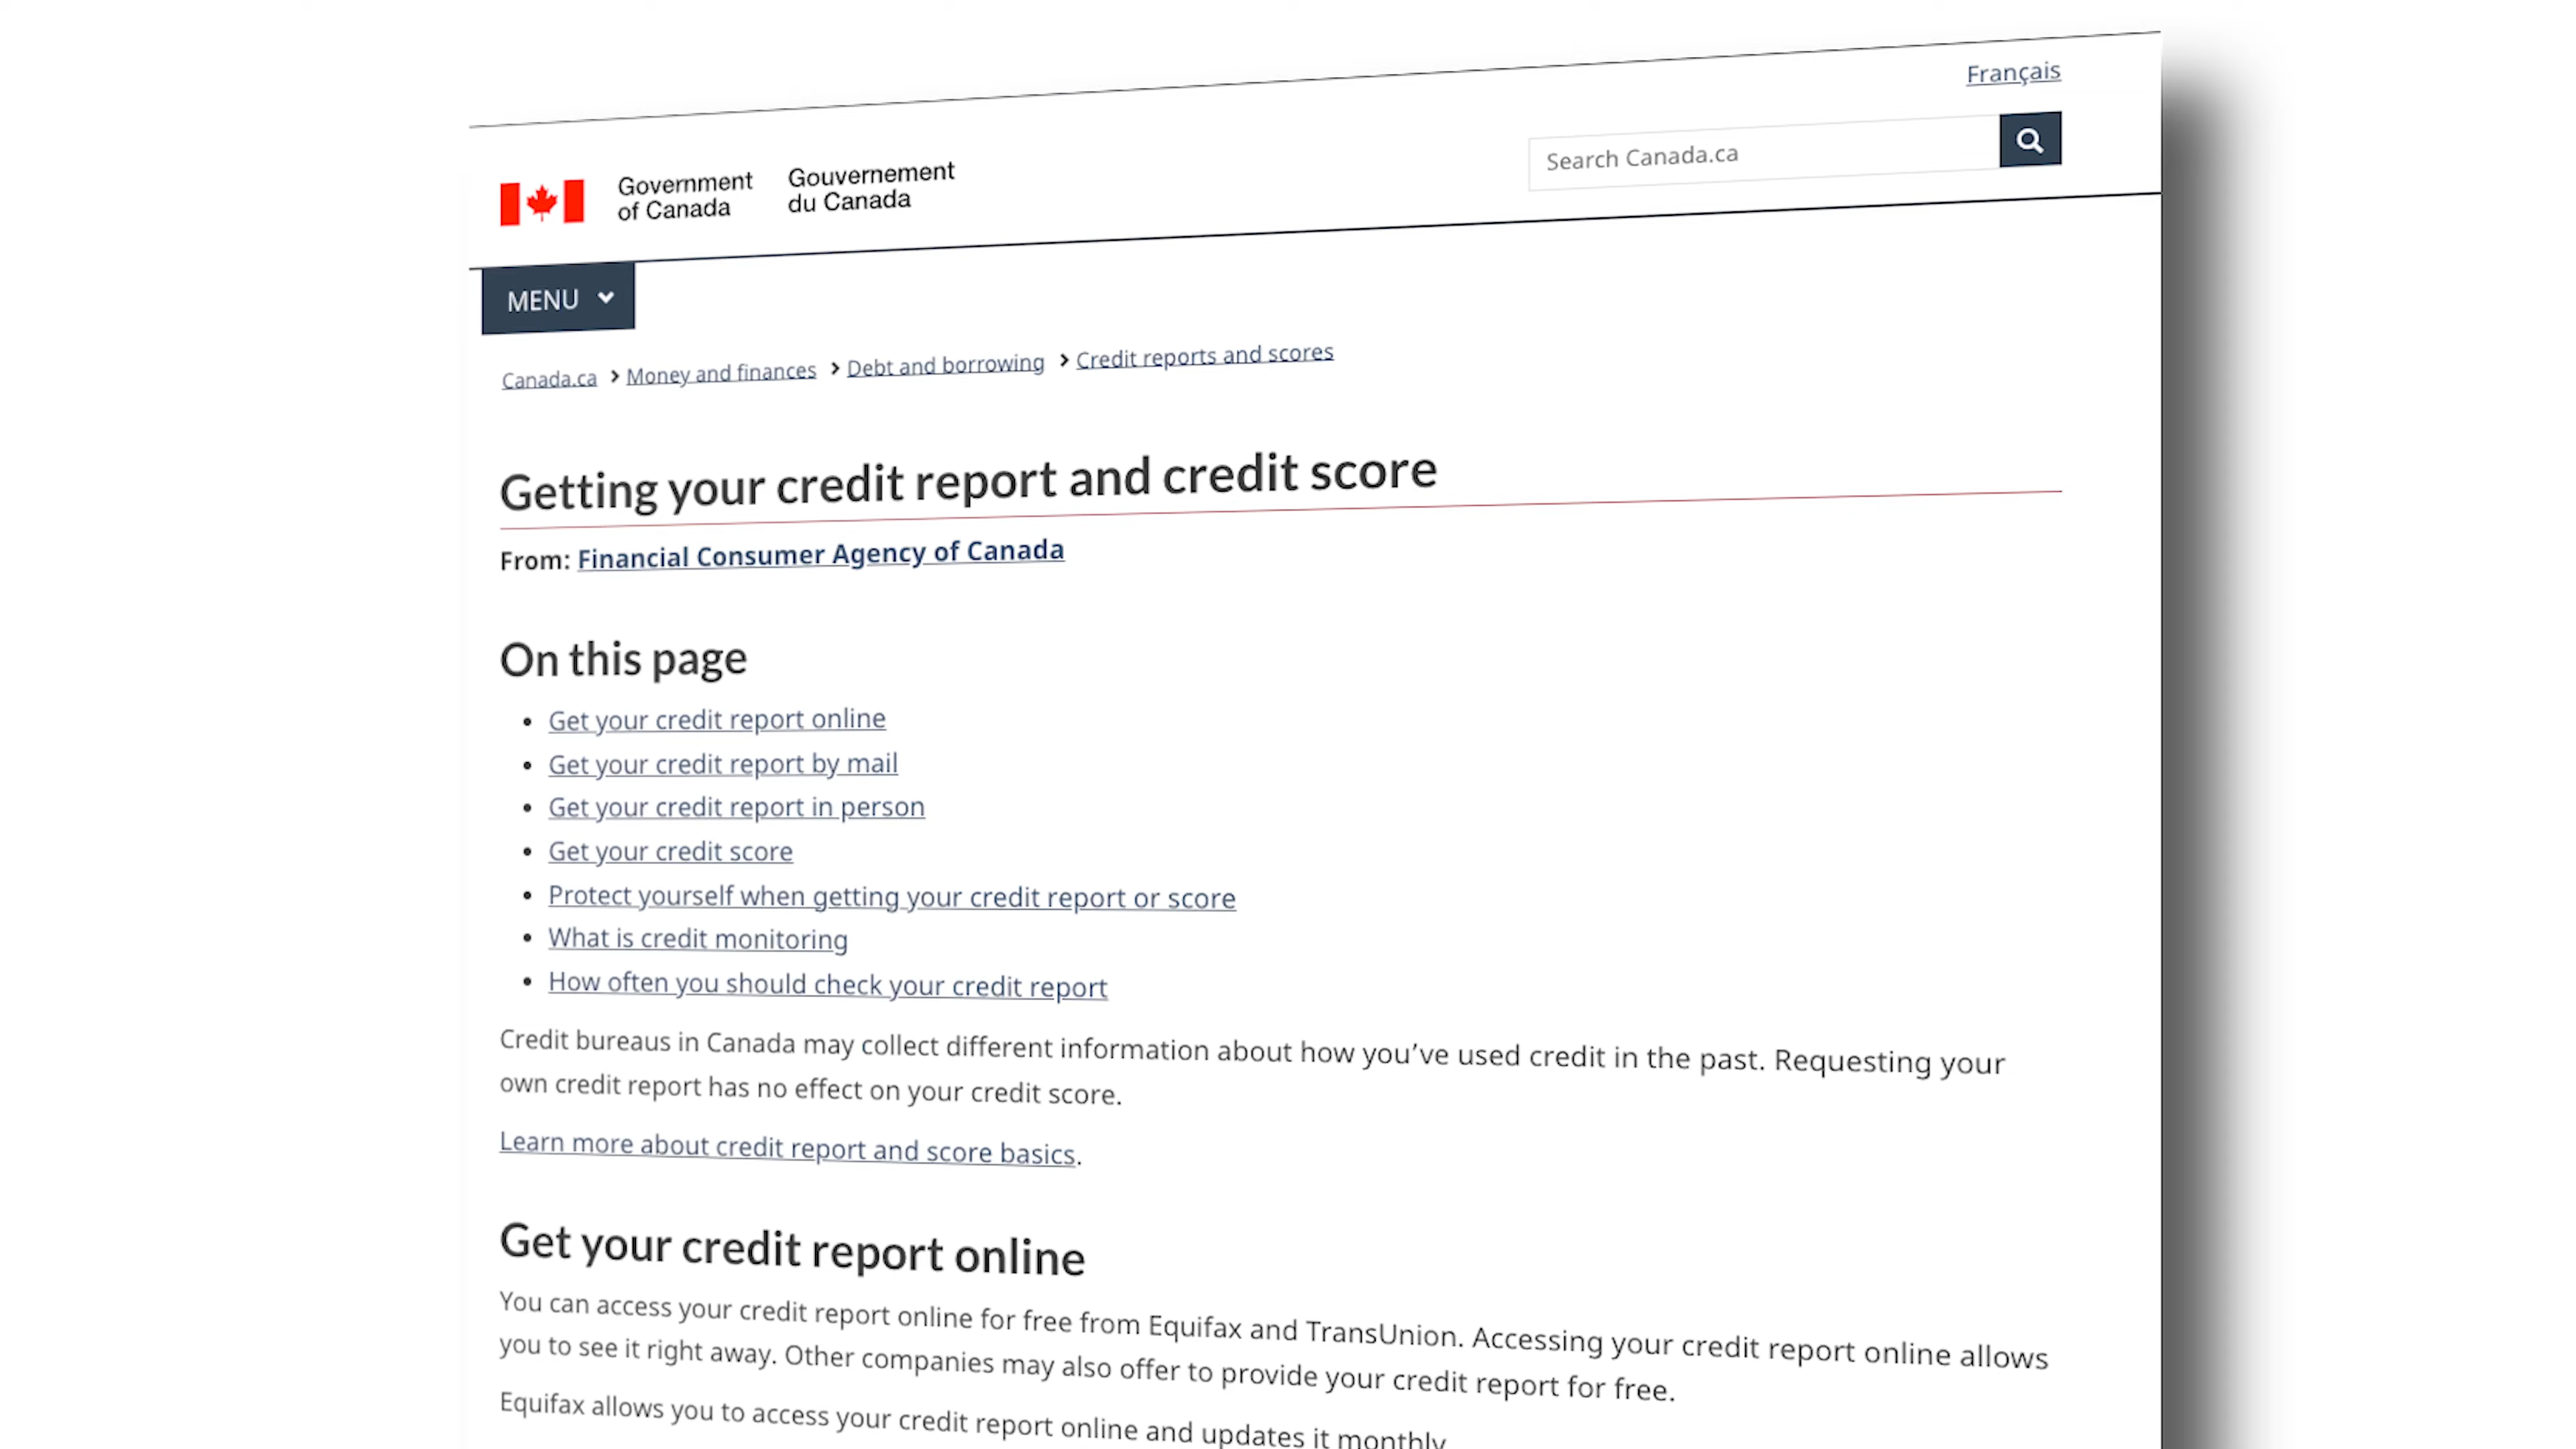 Français
Government
of Canada
Gouvernement
du Canada
Search Canada.ca
MENU
Canada.ca > Money and finances > Debt and borrowing > Credit reports and scores
Getting your credit report and credit score
From: Financial Consumer Agency of Canada
On this page
• Get your credit report online
• Get your credit report by mail
• Get your credit report in person
• Get your credit score
• Protect yourself when getting your credit report or score
• What is credit monitoring
• How often you should check your credit report
Credit bureaus in Canada may collect different information about how you’ve used credit in the past. Requesting your
own credit report has no effect on your credit score.
Learn more about credit report and score basics.
Get your credit report online
You can access your credit report online for free from Equifax and TransUnion. Accessing your credit report online allows
you to see it right away. Other companies may also offer to provide your credit report for free.
Equifax allows you to access your credit report online and updates it monthly